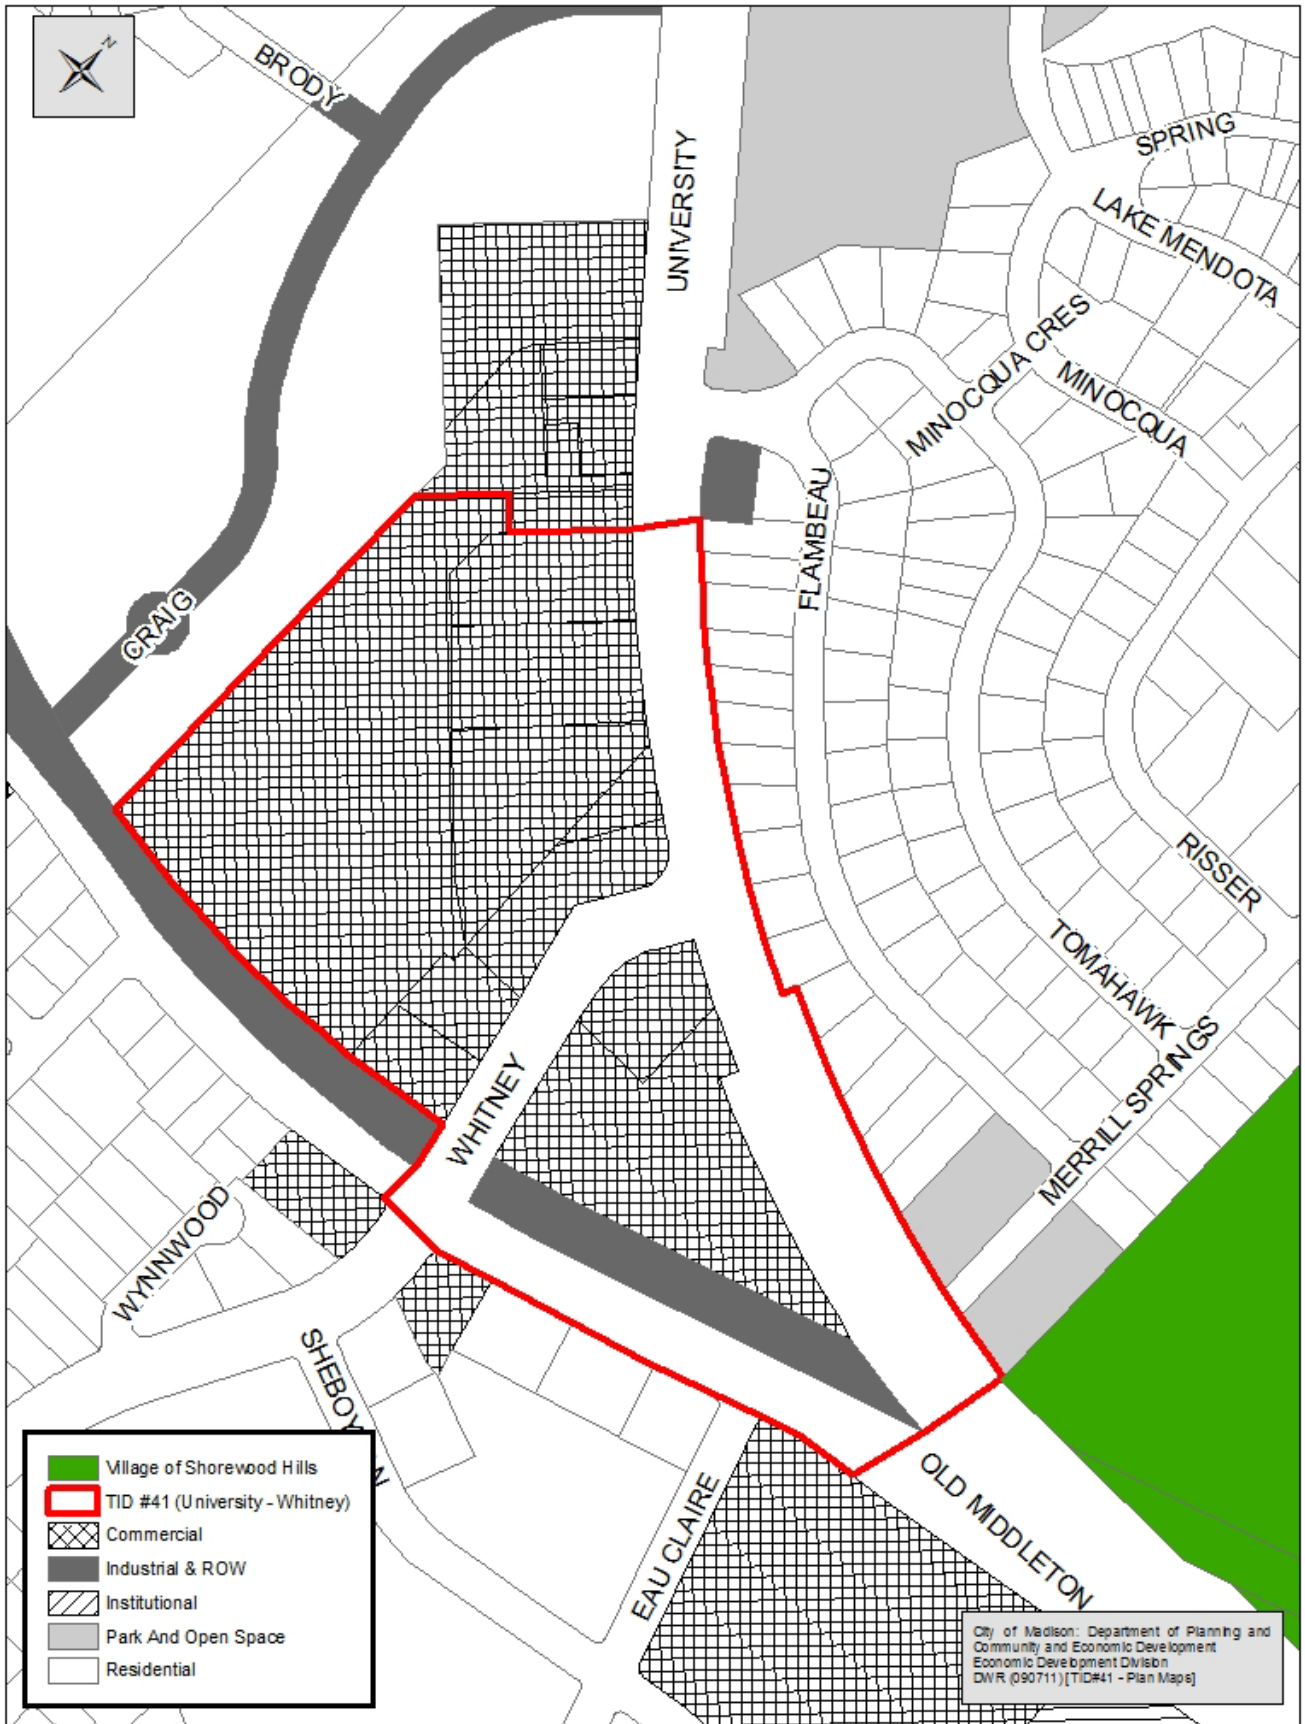 N
BRODY
UNIVERSITY
SPRING
LAKE MENDOTA
MINOCQUA CRES
MINOCQUA
FLAMBEAU
CRAIG
RISSER
TOMAHAWK
MERRILL SPRINGS
WHITNEY
WYNNWOOD
SHEBOY
N
EAU CLAIRE
OLD MIDDLETON
Village of Shorewood Hills
TID #41 (University - Whitney)
Commercial
Industrial & ROW
Institutional
Park And Open Space
Residential
City of Madison: Department of Planning and
Community and Economic Development
Economic Development Division
DWR (090711) [TID#41 - Plan Maps]